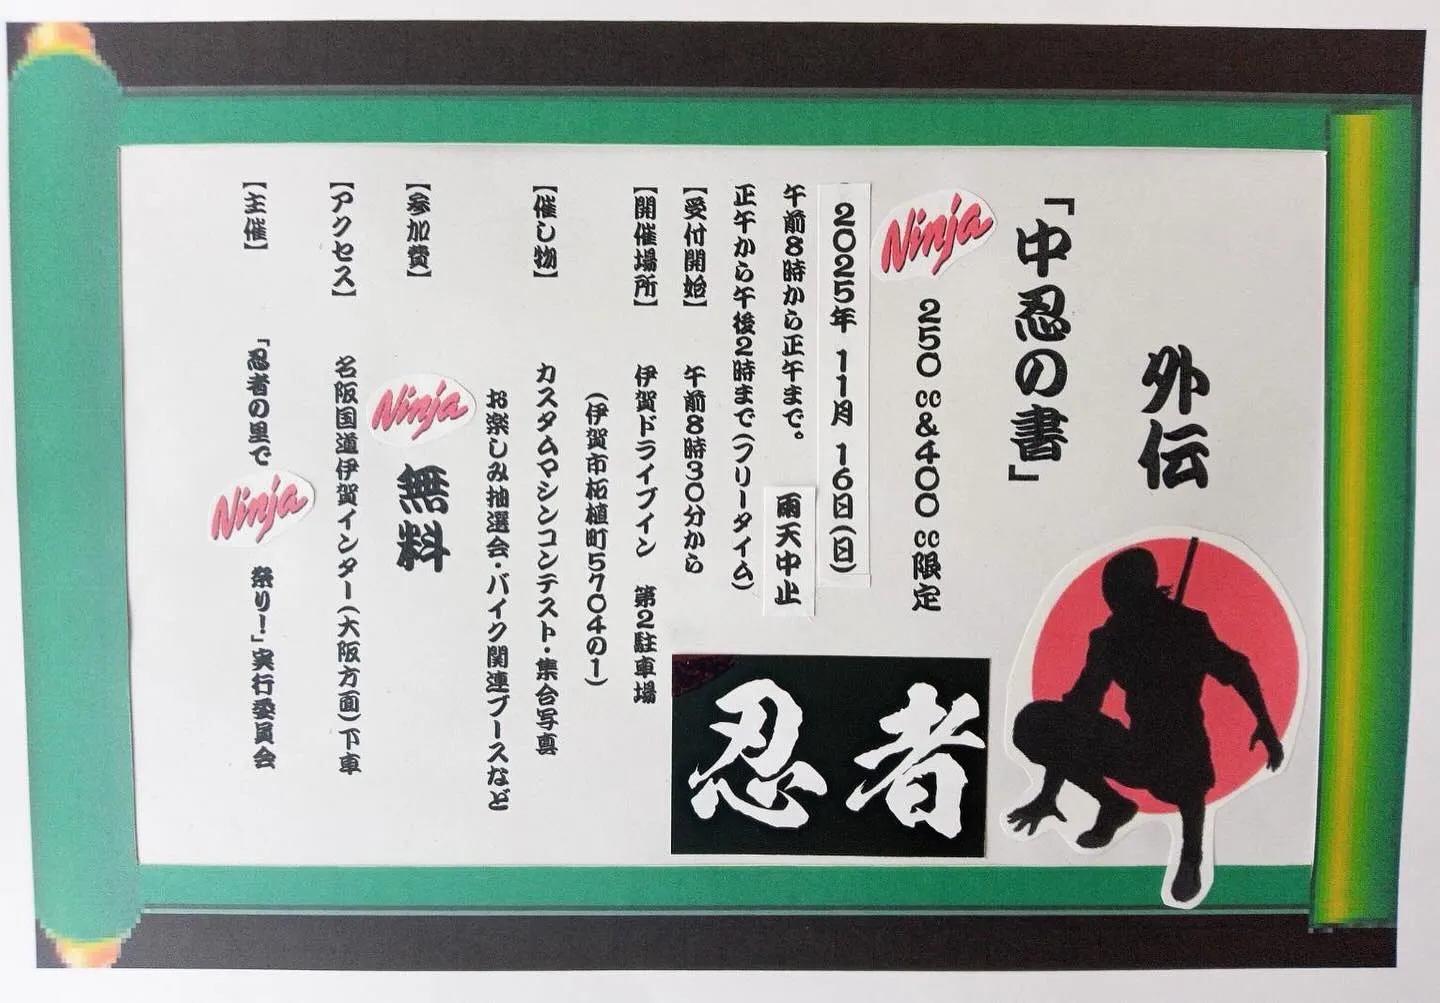 外伝
「中忍の書」
Ninja 250cc&400cc限定
2025年 11月 16日(日)
午前8時から正午まで。 雨天中止
正午から午後2時まで(フリータイム)
【受付開始】 午前8時30分から
【開催場所】 伊賀ドライブイン 第2駐車場
(伊賀市柘植町5704の1)
【催し物】 カスタムマシンコンテスト・集合写真
お楽しみ抽選会・バイク関連ブースなど
【参加費】 Ninja 無料
【アクセス】 名阪国道伊賀インター(大阪方面)下車
【主催】 「忍者の里で Ninja 祭り!」実行委員会
忍者